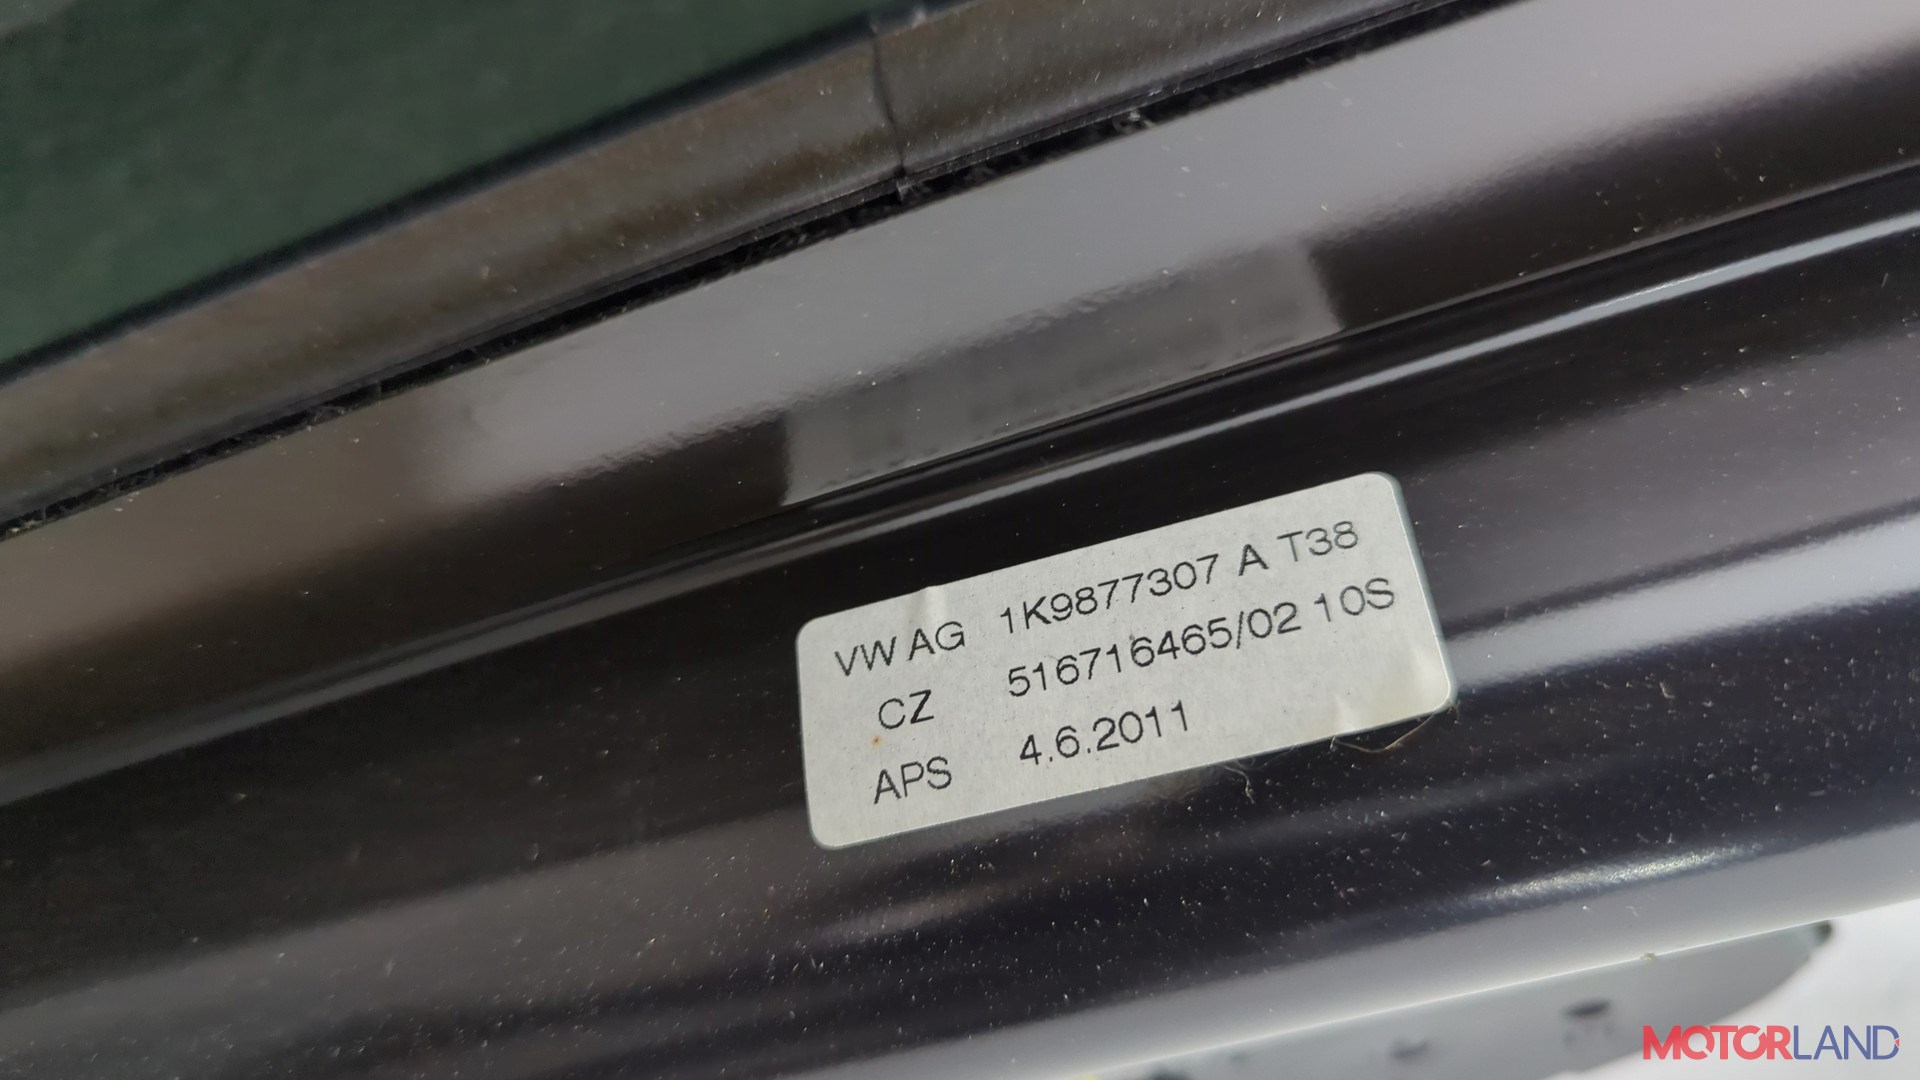 VW AG 1K9877307 A T38
CZ 516716465/02 10S
APS 4.6.2011
MOTORLAND